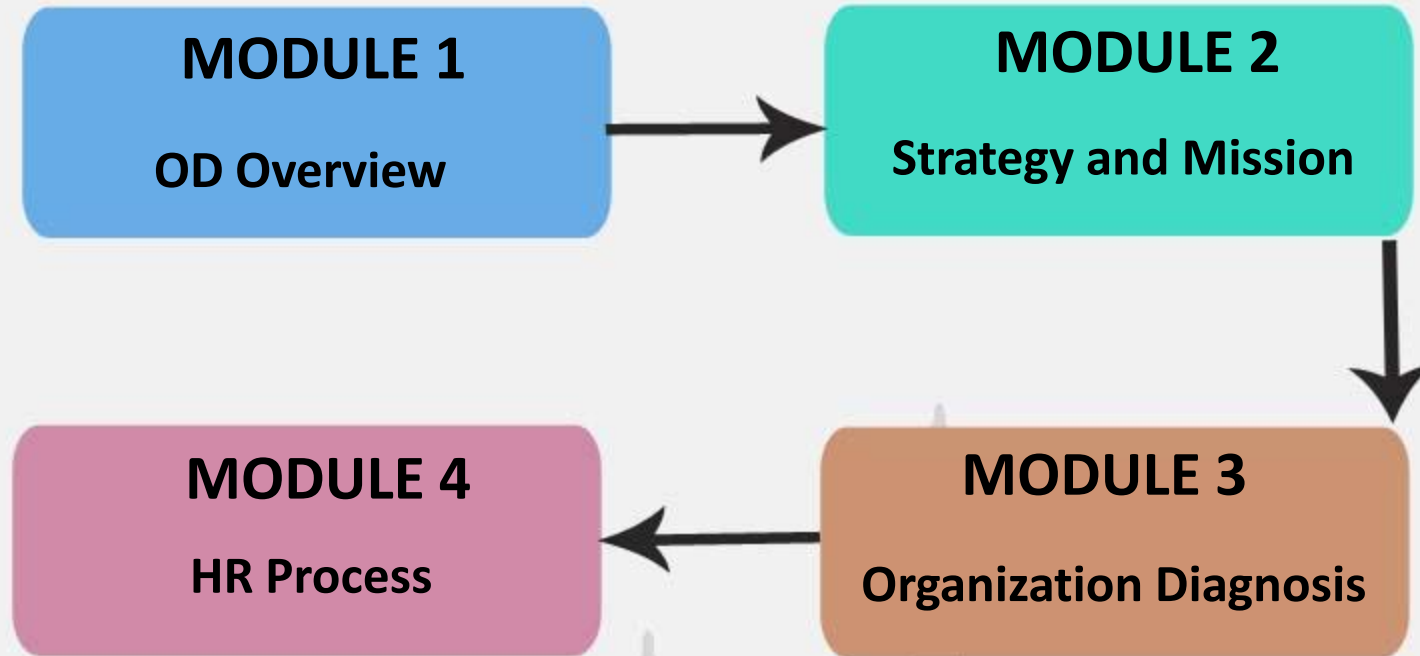 MODULE 1
OD Overview
MODULE 2
Strategy and Mission
MODULE 3
Organization Diagnosis
MODULE 4
HR Process